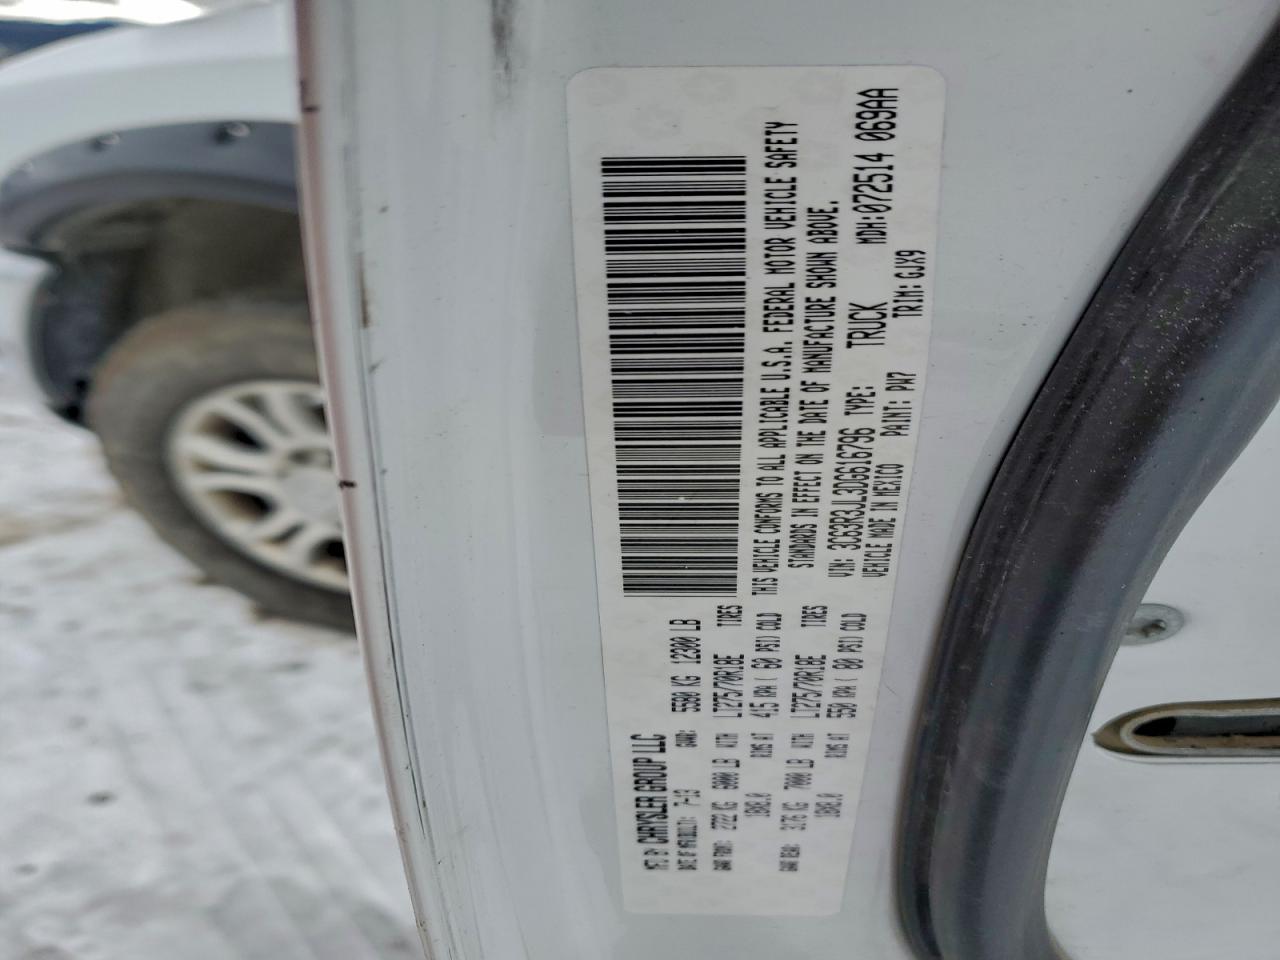 MFD BY CHRYSLER GROUP LLC
DATE OF MFR(BUILT): 7-13 GVWR: 5580 KG 12300 LB
GAWR FRONT: 2722 KG 6000 LB WITH LT275/70R18E TIRES
18X8.0 RIMS AT 415 KPA ( 60 PSI) COLD
GAWR REAR: 3176 KG 7000 LB WITH LT275/70R18E TIRES
18X8.0 RIMS AT 550 KPA ( 80 PSI) COLD
THIS VEHICLE CONFORMS TO ALL APPLICABLE U.S.A. FEDERAL MOTOR VEHICLE SAFETY
STANDARDS IN EFFECT ON THE DATE OF MANUFACTURE SHOWN ABOVE.
VIN: 3C63R3JL3DG616796 TYPE: TRUCK MDH:072514 069AA
VEHICLE MADE IN MEXICO PAINT: PW7 TRIM: GJX9